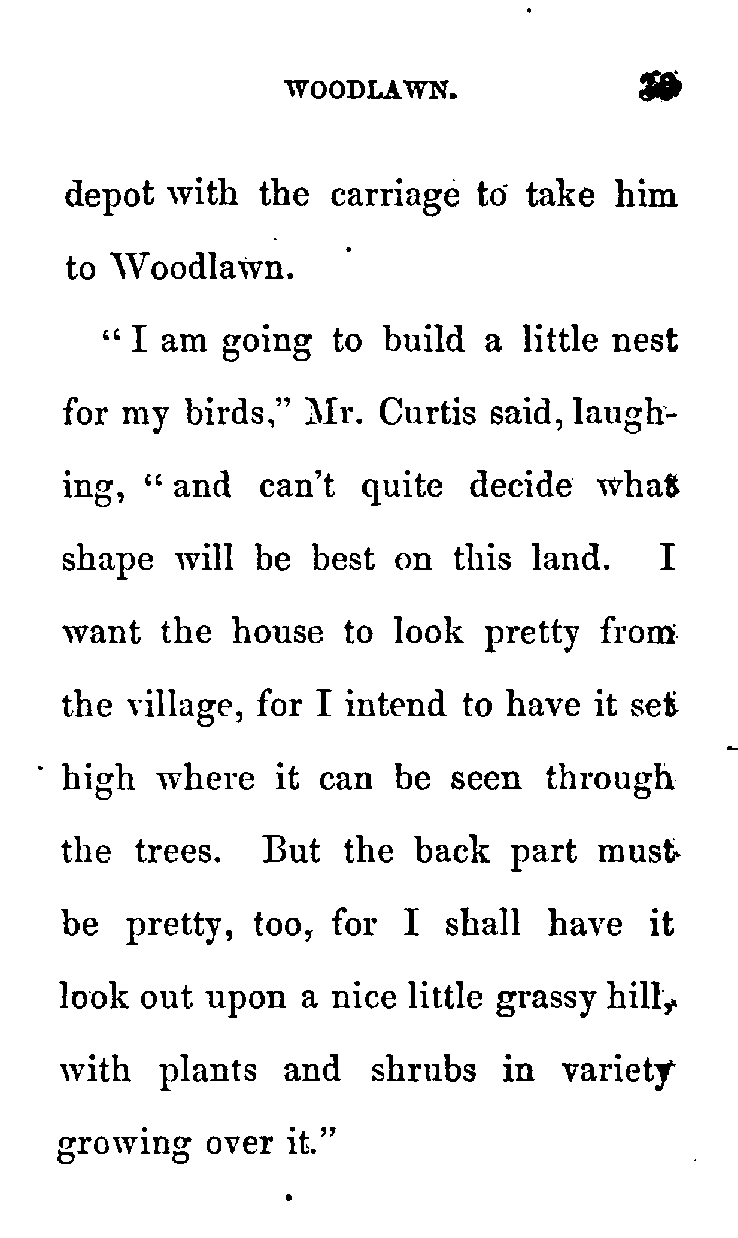 WOODLAWN.
depot with the carriage to take him
to Woodlawn.
“ I am going to build a little nest
for my birds,” Mr. Curtis said, laugh-
ing, “ and can’t quite decide what
shape will be best on this land. I
want the house to look pretty from
the village, for I intend to have it set
high where it can be seen through
the trees. But the back part must
be pretty, too, for I shall have it
look out upon a nice little grassy hill,
with plants and shrubs in variety
growing over it.”